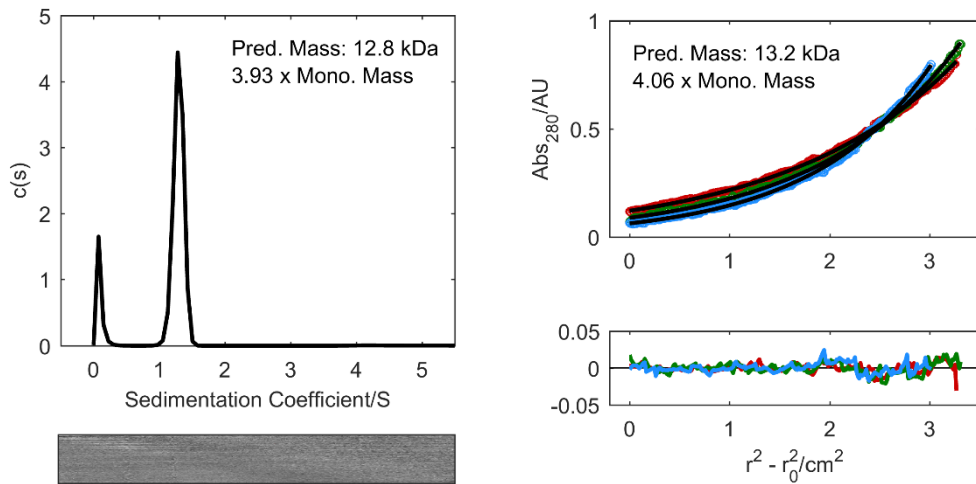 5
4
3
2
1
0
c(s)
Pred. Mass: 12.8 kDa
3.93 x Mono. Mass
0 1 2 3 4 5
Sedimentation Coefficient/S
1
0.5
0
Abs₂₈₀/AU
Pred. Mass: 13.2 kDa
4.06 x Mono. Mass
0 1 2 3
0.05
0
-0.05
0 1 2 3
r² - r₀²/cm²